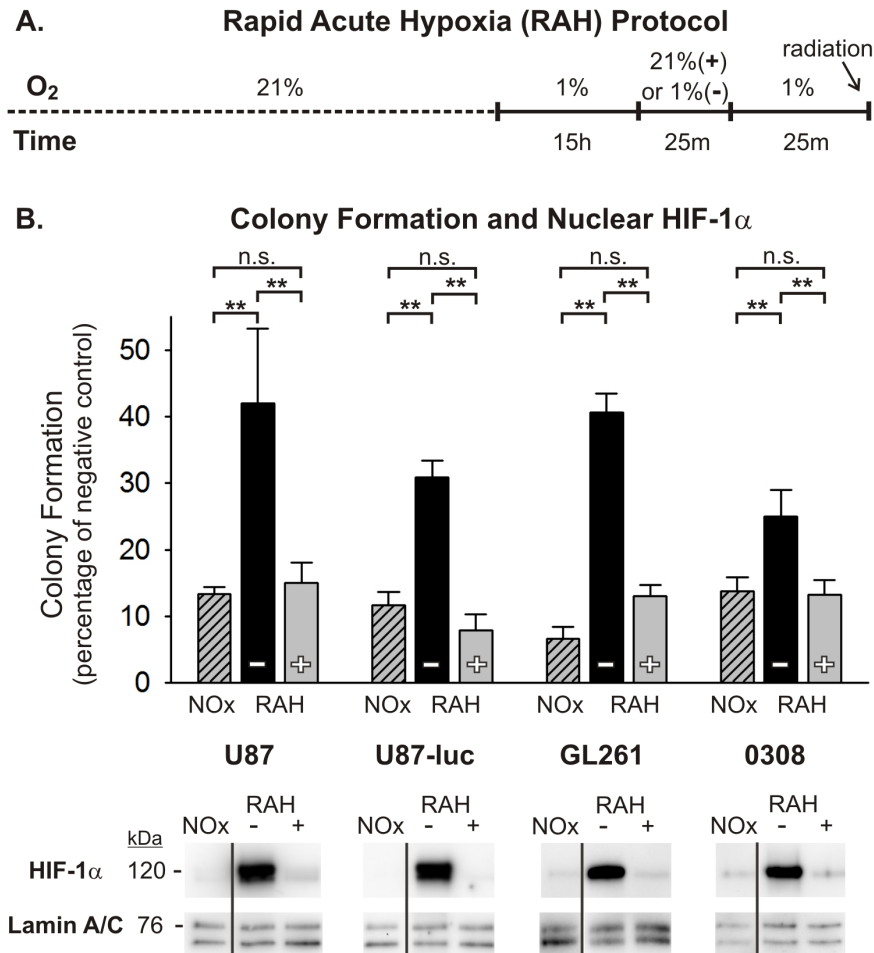 A. Rapid Acute Hypoxia (RAH) Protocol
radiation
O2 21% 1% 21%(+) or 1%(-) 1%
Time 15h 25m 25m
B. Colony Formation and Nuclear HIF-1α
n.s. n.s. n.s. n.s.
** ** ** **
** ** ** **
Colony Formation
(percentage of negative control)
50
40
30
20
10
0
− + − + − + − +
NOx RAH NOx RAH NOx RAH NOx RAH
U87 U87-luc GL261 0308
RAH RAH RAH RAH
kDa NOx - + NOx - + NOx - + NOx - +
HIF-1α 120 -
Lamin A/C 76 -